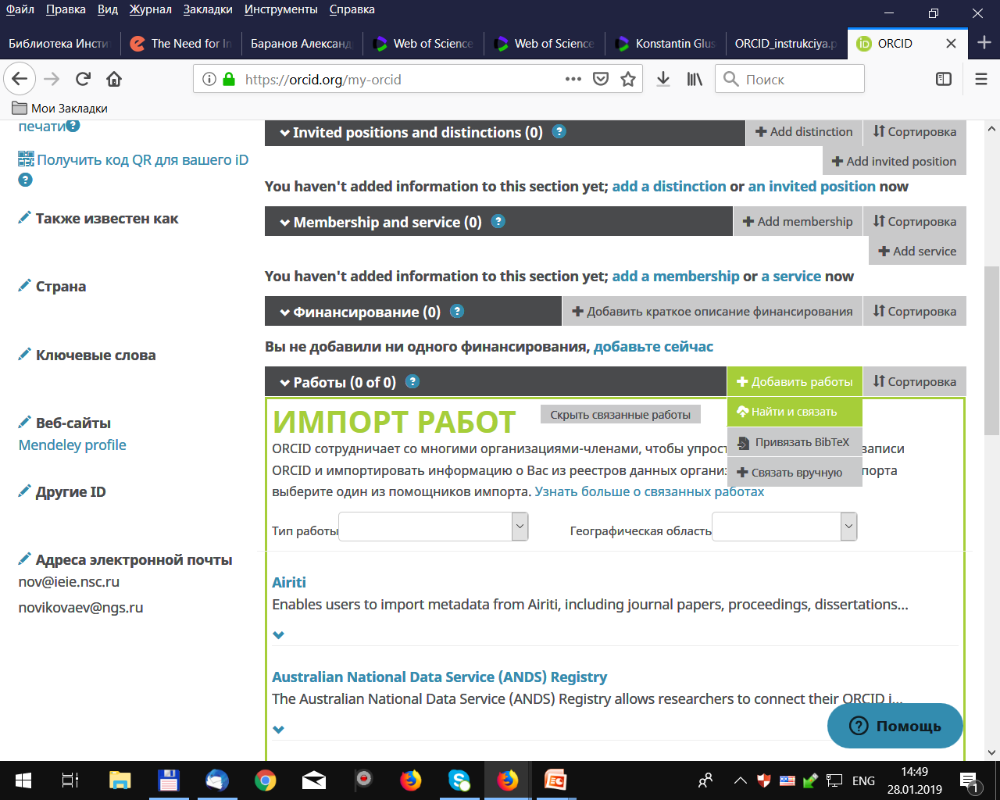 Файл Правка Вид Журнал Закладки Инструменты Справка
Библиотека Инсти The Need for In Баранов Александ Web of Science Web of Science Konstantin Glus ORCID_instrukciya.p ORCID
https://orcid.org/my-orcid Поиск
Мои Закладки
печати
Получить код QR для вашего iD
Также известен как
Страна
Ключевые слова
Веб-сайты
Mendeley profile
Другие ID
Адреса электронной почты
nov@ieie.nsc.ru
novikovaev@ngs.ru
Invited positions and distinctions (0) Add distinction Сортировка
Add invited position
You haven't added information to this section yet; add a distinction or an invited position now
Membership and service (0) Add membership Сортировка
Add service
You haven't added information to this section yet; add a membership or a service now
Финансирование (0) Добавить краткое описание финансирования Сортировка
Вы не добавили ни одного финансирования, добавьте сейчас
Работы (0 of 0) Добавить работы Сортировка
Найти и связать
Привязать BibTeX
Связать вручную
ИМПОРТ РАБОТ Скрыть связанные работы
ORCID сотрудничает со многими организациями-членами, чтобы упрост записи
ORCID и импортировать информацию о Вас из реестров данных органи порта
выберите один из помощников импорта. Узнать больше о связанных работах
Тип работы Географическая область
Airiti
Enables users to import metadata from Airiti, including journal papers, proceedings, dissertations...
Australian National Data Service (ANDS) Registry
The Australian National Data Service (ANDS) Registry allows researchers to connect their ORCID i...
Помощь
ENG 14:49
28.01.2019
1